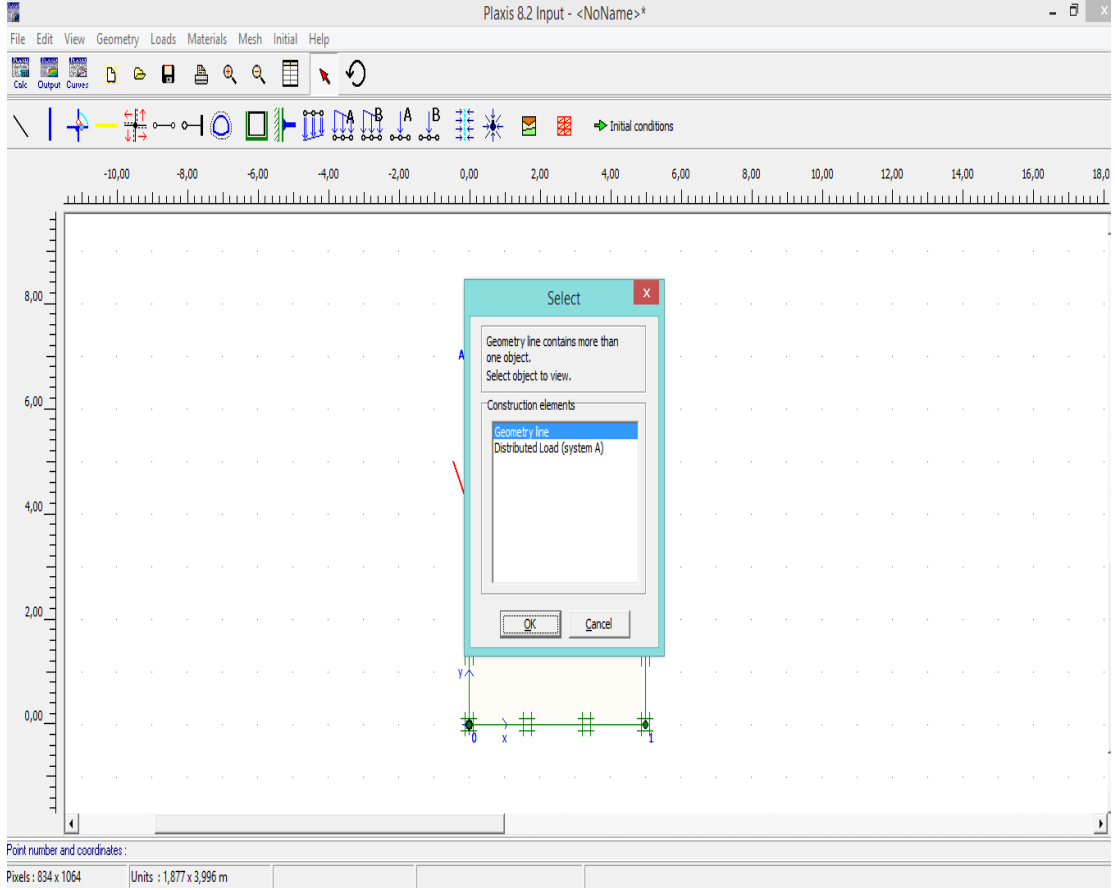 Plaxis 8.2 Input - <NoName>*
File Edit View Geometry Loads Materials Mesh Initial Help
Calc Output Curves
A B A B
Initial conditions
-10,00 -8,00 -6,00 -4,00 -2,00 0,00 2,00 4,00 6,00 8,00 10,00 12,00 14,00 16,00 18,0
8,00
6,00
4,00
2,00
0,00
Select
Geometry line contains more than
one object.
Select object to view.
Construction elements
Geometry line
Distributed Load (system A)
OK Cancel
A
y
0 x 1
Point number and coordinates :
Pixels : 834 x 1064 Units : 1,877 x 3,996 m